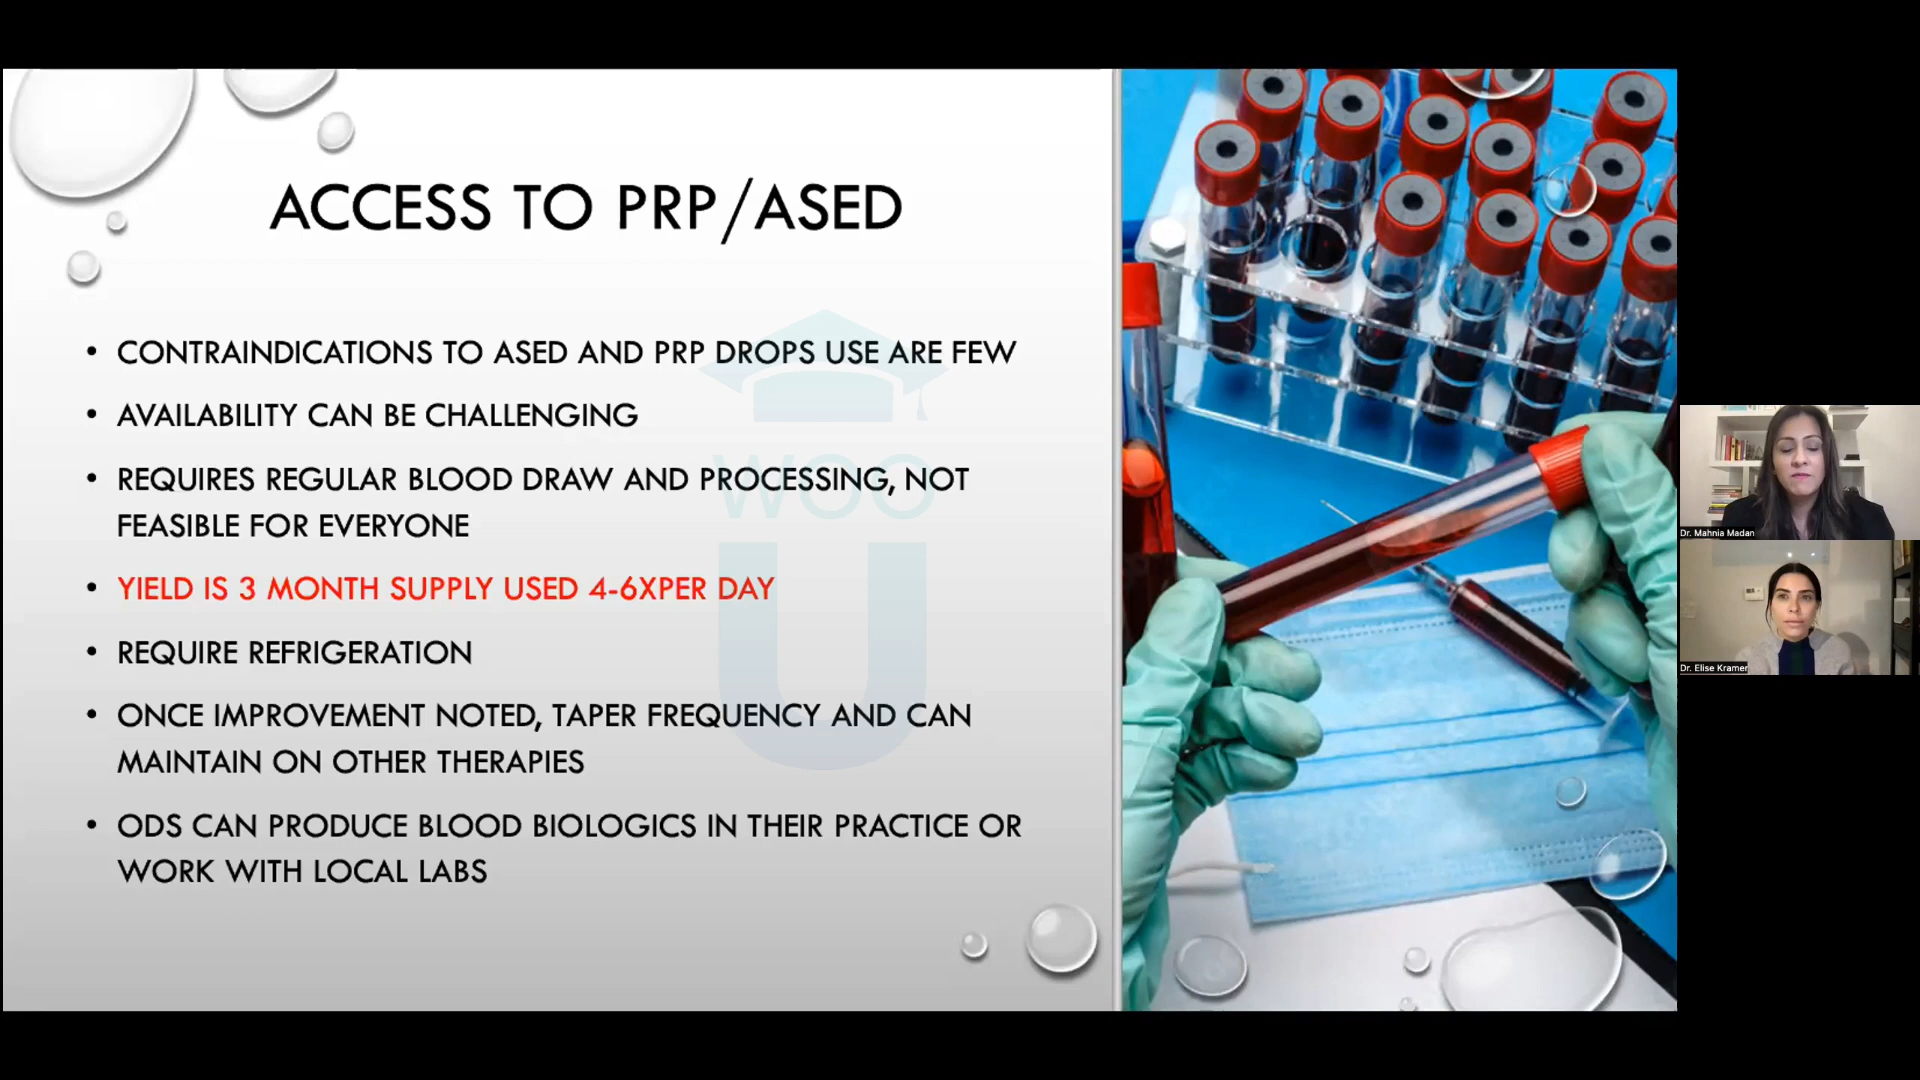 ACCESS TO PRP/ASED
• CONTRAINDICATIONS TO ASED AND PRP DROPS USE ARE FEW
• AVAILABILITY CAN BE CHALLENGING
• REQUIRES REGULAR BLOOD DRAW AND PROCESSING, NOT
FEASIBLE FOR EVERYONE
• YIELD IS 3 MONTH SUPPLY USED 4-6XPER DAY
• REQUIRE REFRIGERATION
• ONCE IMPROVEMENT NOTED, TAPER FREQUENCY AND CAN
MAINTAIN ON OTHER THERAPIES
• ODS CAN PRODUCE BLOOD BIOLOGICS IN THEIR PRACTICE OR
WORK WITH LOCAL LABS
WOO
U
Dr. Mahnia Madan
Dr. Elise Kramer